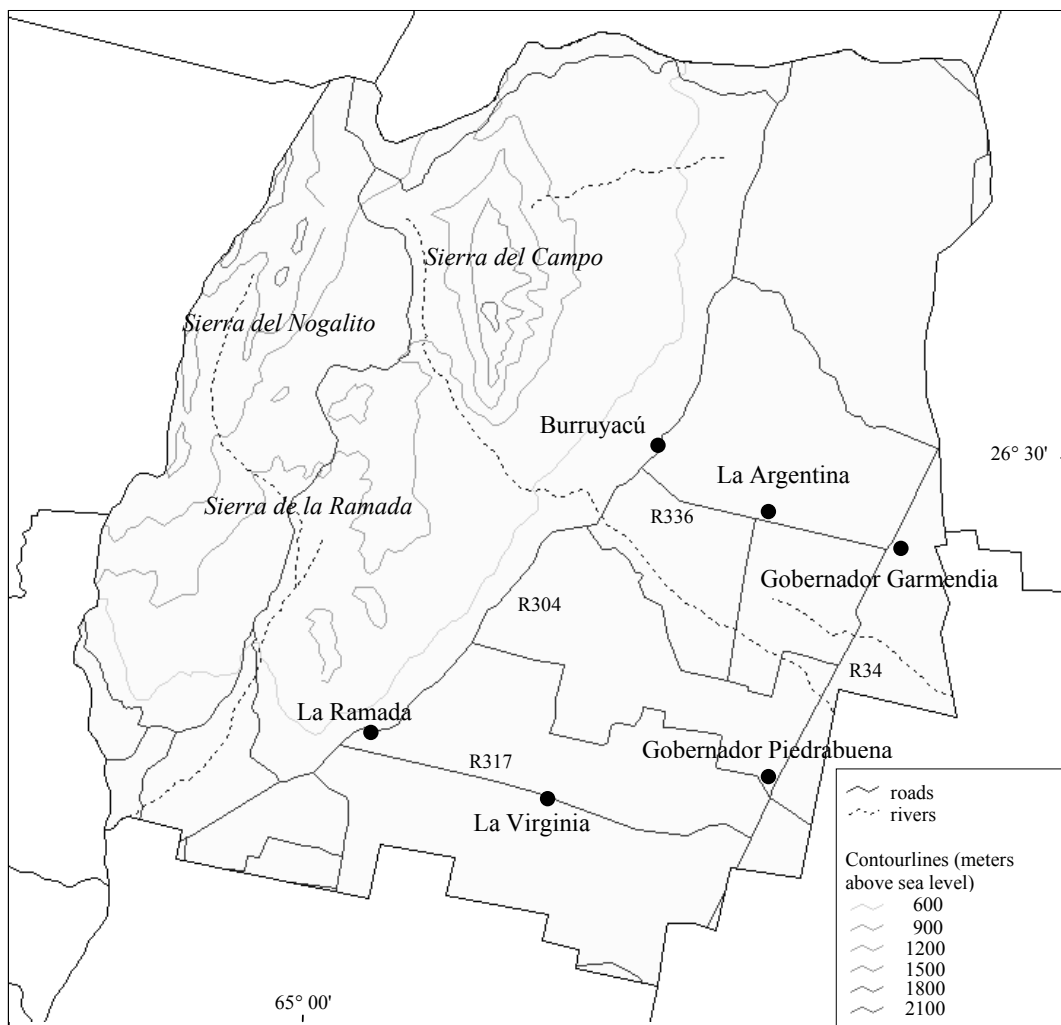 Sierra del Campo
Sierra del Nogalito
Burruyacú
26° 30'
La Argentina
Sierra de la Ramada
R336
Gobernador Garmendia
R304
R34
La Ramada
Gobernador Piedrabuena
R317
La Virginia
roads
rivers
Contourlines (meters
above sea level)
600
900
1200
1500
1800
2100
65° 00'